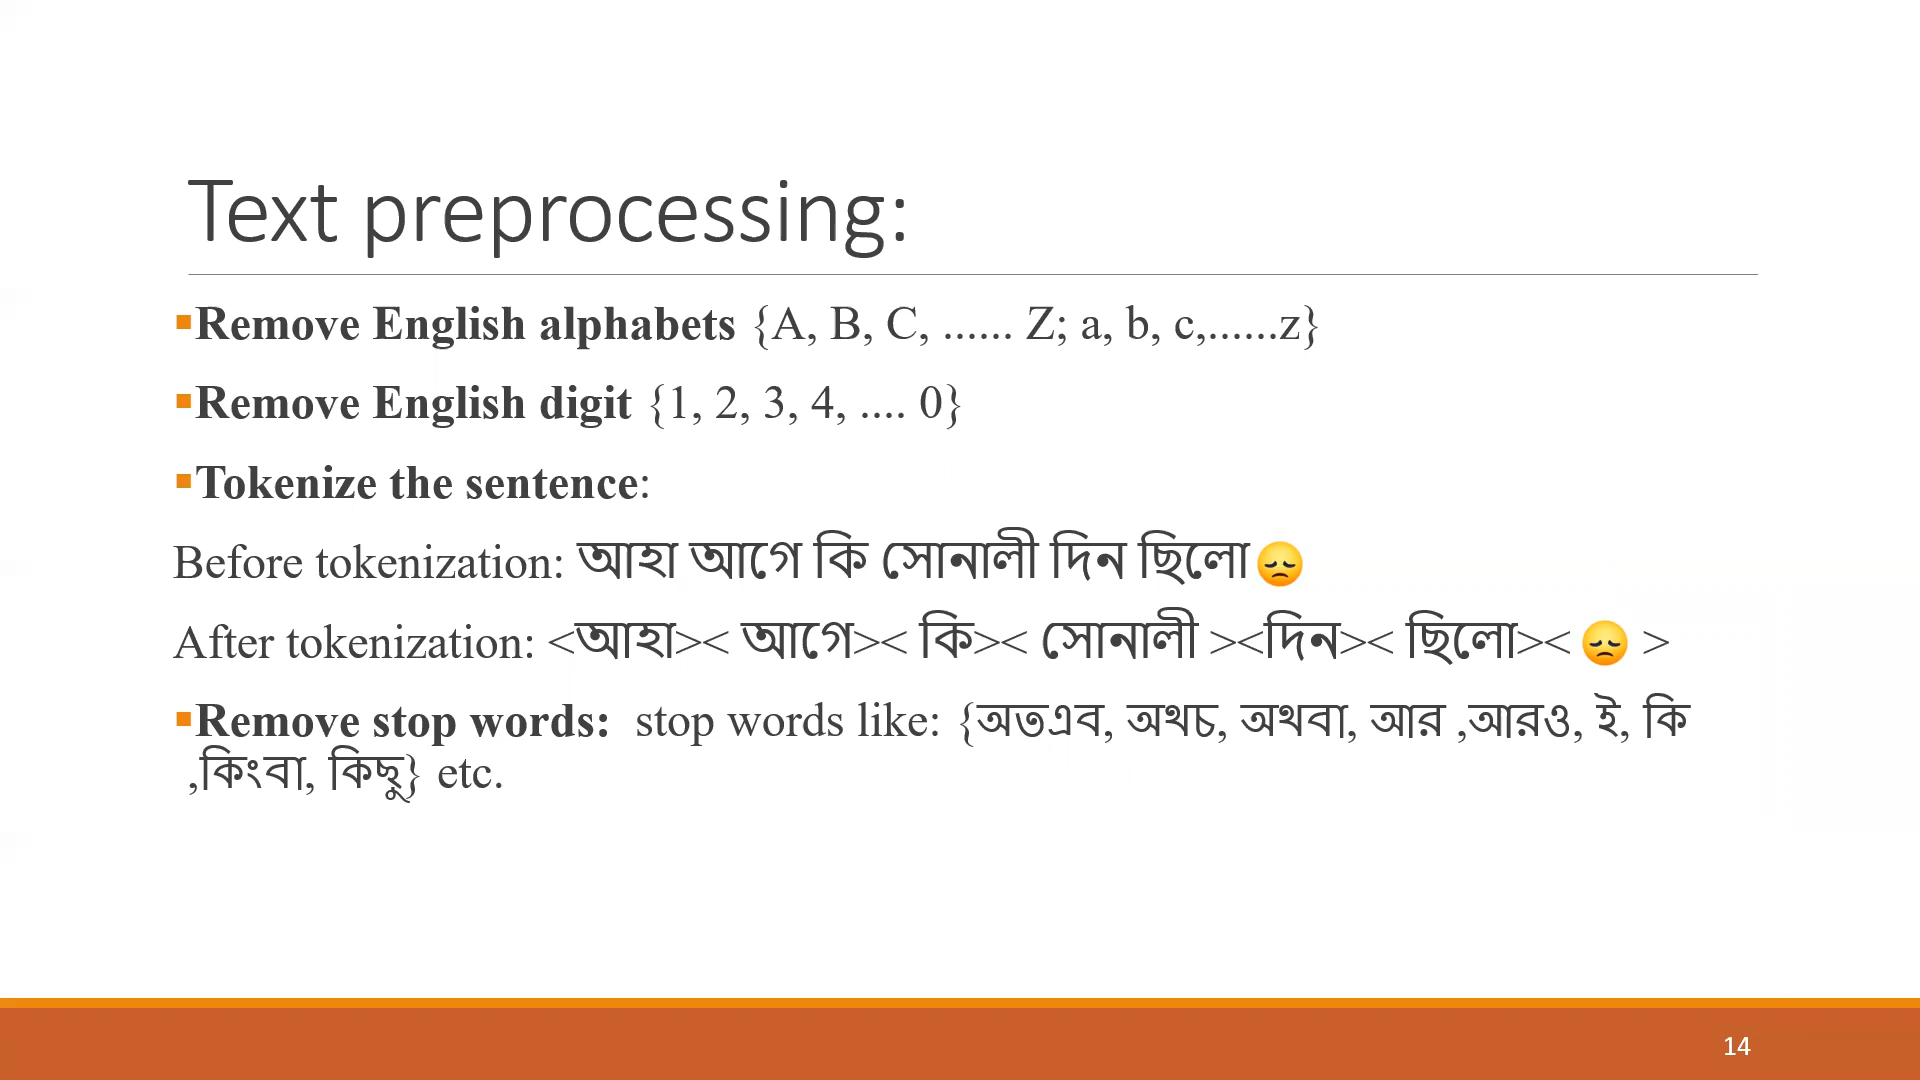 Text preprocessing:
▪Remove English alphabets {A, B, C, ...... Z; a, b, c,......z}
▪Remove English digit {1, 2, 3, 4, .... 0}
▪Tokenize the sentence:
Before tokenization: আহা আগে কি সোনালী দিন ছিলো😞
After tokenization: <আহা>< আগে>< কি>< সোনালী ><দিন>< ছিলো>< 😞 >
▪Remove stop words:  stop words like: {অতএব, অথচ, অথবা, আর ,আরও, ই, কি
,কিংবা, কিছু} etc.
14